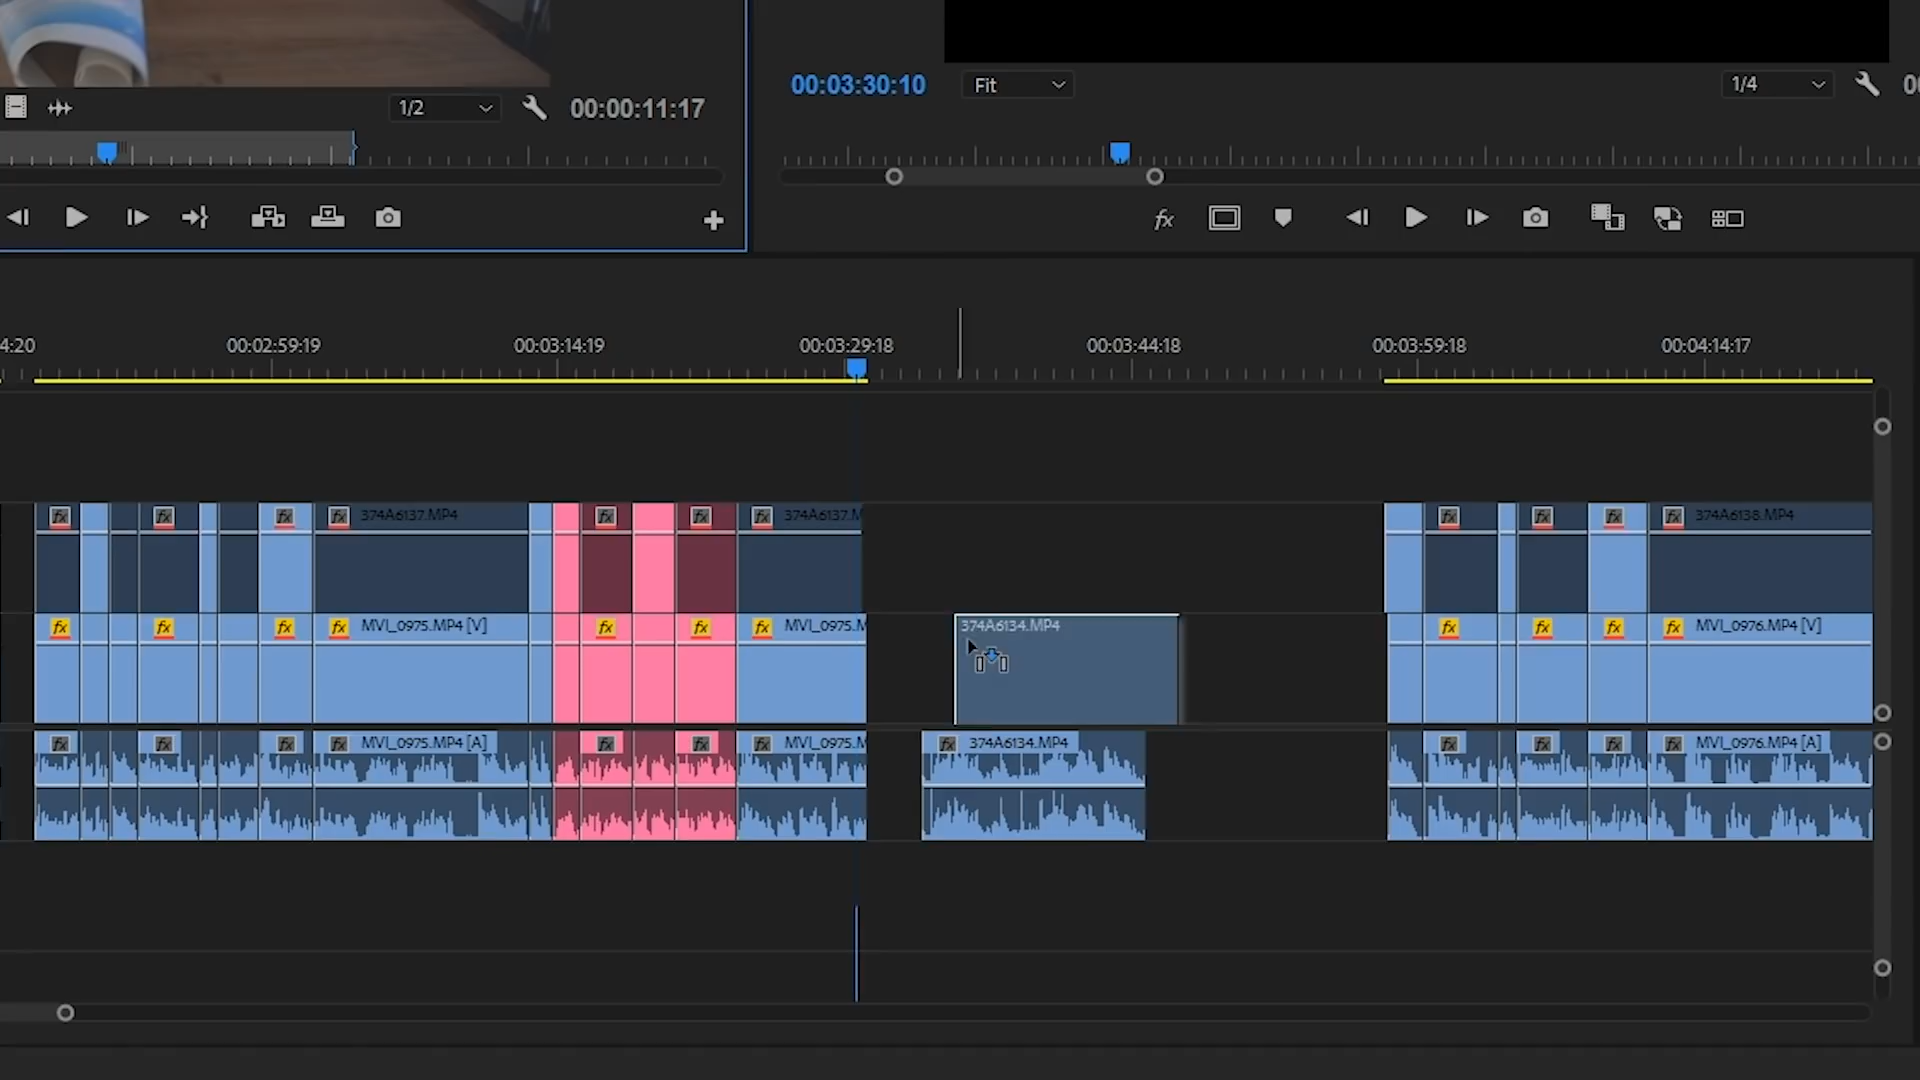 00:03:30:10 Fit 1/4 00
1/2 00:00:11:17
fx
4:20 00:02:59:19 00:03:14:19 00:03:29:18 00:03:44:18 00:03:59:18 00:04:14:17
fx fx fx fx 374A6137.MP4 fx fx fx 374A6137.M fx fx fx fx 374A6138.MP4
fx fx fx fx MVI_0975.MP4 [V] fx fx fx MVI_0975.M 374A6134.MP4 fx fx fx fx MVI_0976.MP4 [V]
fx fx fx fx MVI_0975.MP4 [A] fx fx fx MVI_0975.M fx 374A6134.MP4 fx fx fx fx MVI_0976.MP4 [A]